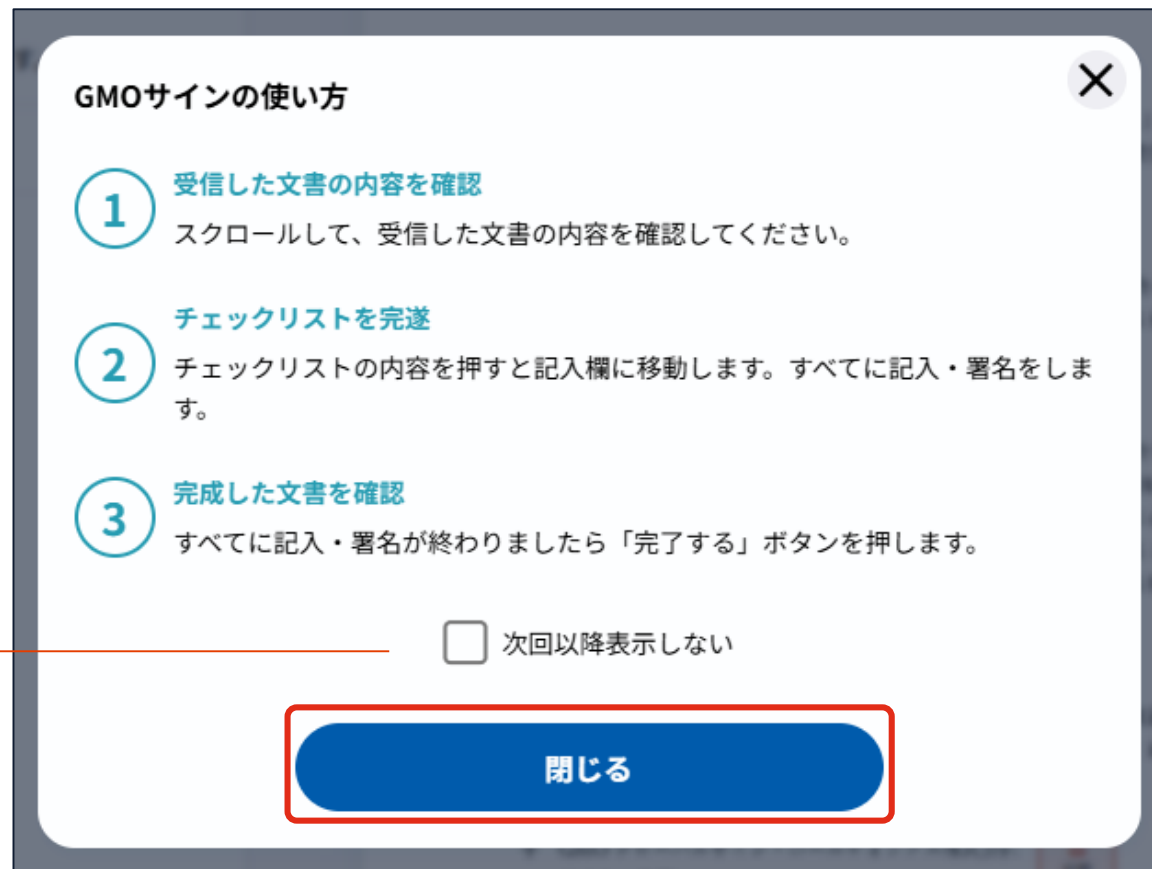 GMOサインの使い方
1
受信した文書の内容を確認
スクロールして、受信した文書の内容を確認してください。
2
チェックリストを完遂
チェックリストの内容を押すと記入欄に移動します。すべてに記入・署名をしま
す。
3
完成した文書を確認
すべてに記入・署名が終わりましたら「完了する」ボタンを押します。
次回以降表示しない
閉じる